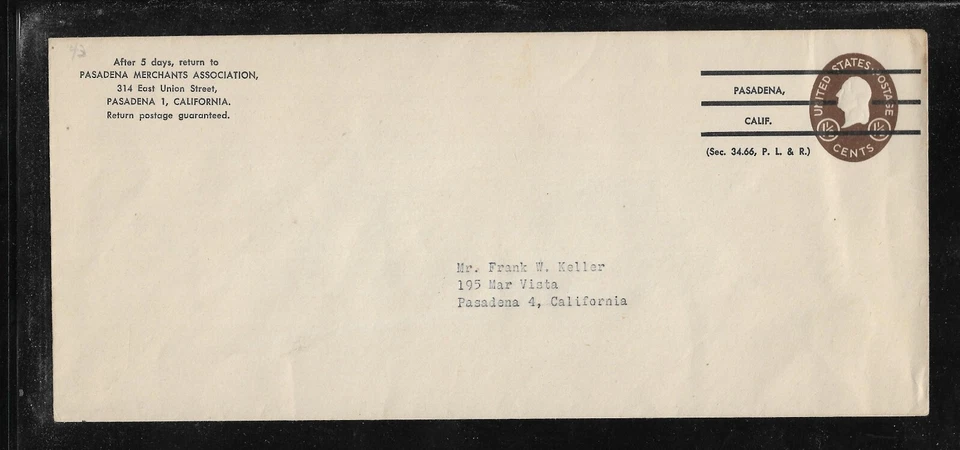 43
After 5 days, return to
PASADENA MERCHANTS ASSOCIATION,
314 East Union Street,
PASADENA 1, CALIFORNIA.
Return postage guaranteed.
PASADENA,
CALIF.
(Sec. 34.66, P. L. & R.)
UNITED STATES POSTAGE
1½ 1½
CENTS
Mr. Frank W. Keller
195 Mar Vista
Pasadena 4, California